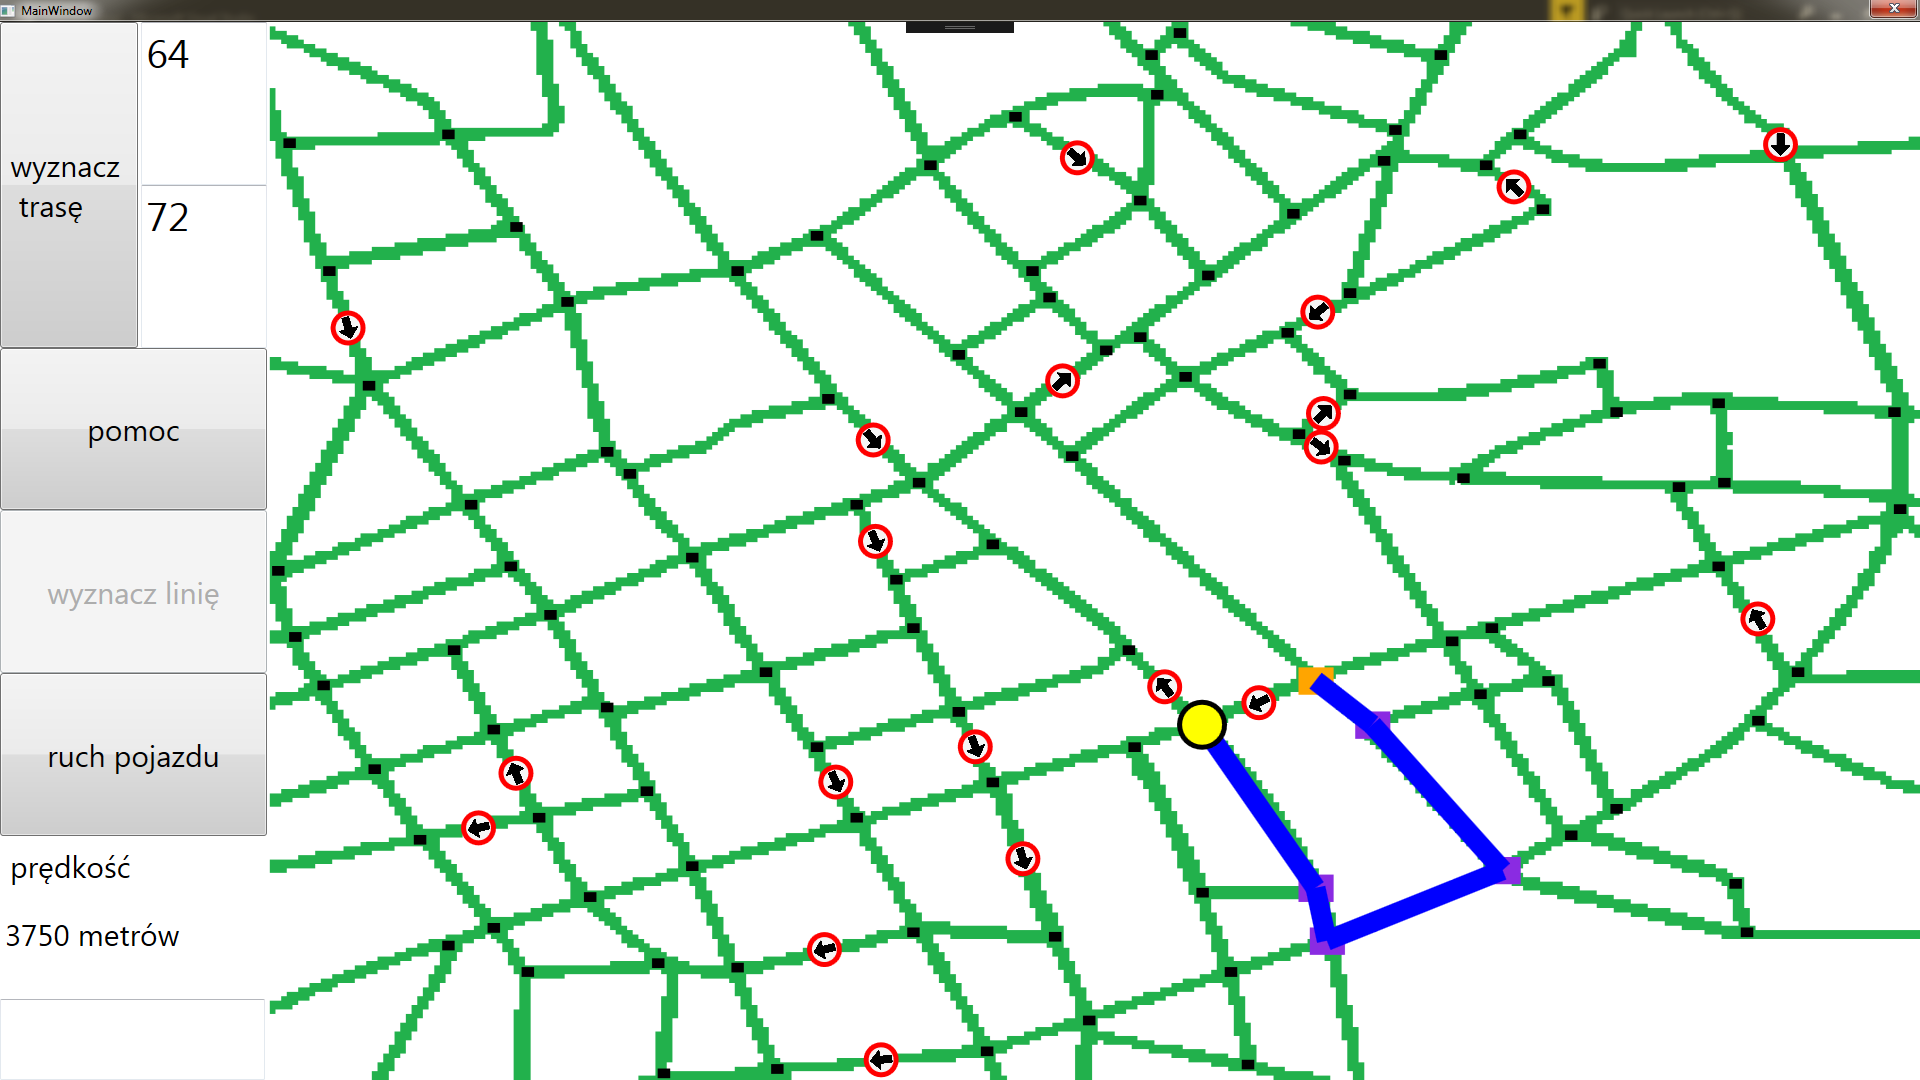 MainWindow
64
wyznacz
trasę
72
pomoc
wyznacz linię
ruch pojazdu
prędkość
3750 metrów